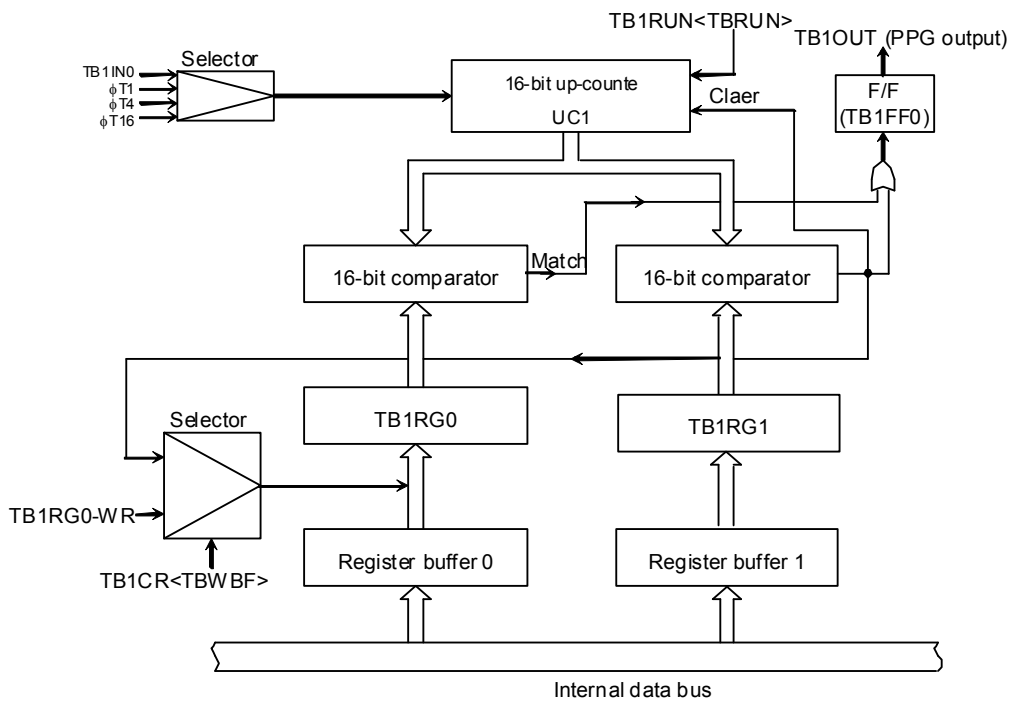 TB1RUN<TBRUN>
TB1OUT (PPG output)
Selector
TB1IN0
ϕT1
ϕT4
ϕT16
16-bit up-counte
UC1
Claer
F/F
(TB1FF0)
16-bit comparator
Match
16-bit comparator
TB1RG0
TB1RG1
Selector
TB1RG0-WR
TB1CR<TBWBF>
Register buffer 0
Register buffer 1
Internal data bus